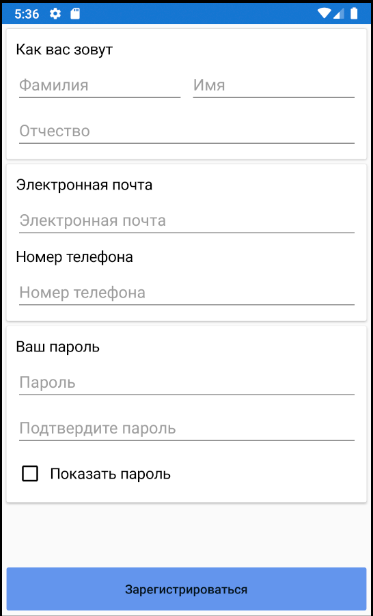 5:36
Как вас зовут
Фамилия Имя
Отчество
Электронная почта
Электронная почта
Номер телефона
Номер телефона
Ваш пароль
Пароль
Подтвердите пароль
Показать пароль
Зарегистрироваться